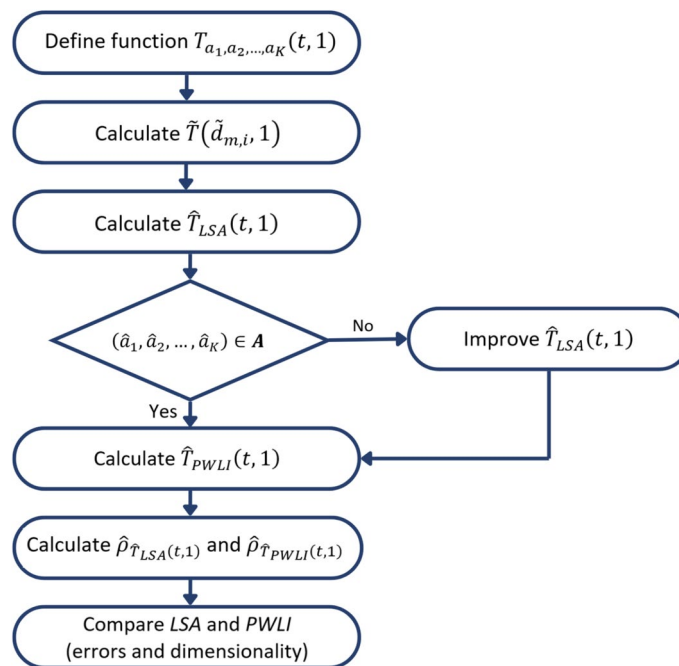 Define function T_{a_1,a_2,…,a_K}(t, 1)
Calculate T̃(d̃_{m,i}, 1)
Calculate T̂_{LSA}(t, 1)
(â_1, â_2, … , â_K) ∈ A
No
Improve T̂_{LSA}(t, 1)
Yes
Calculate T̂_{PWLI}(t, 1)
Calculate ρ̂_{T̂_{LSA}(t,1)} and ρ̂_{T̂_{PWLI}(t,1)}
Compare LSA and PWLI
(errors and dimensionality)